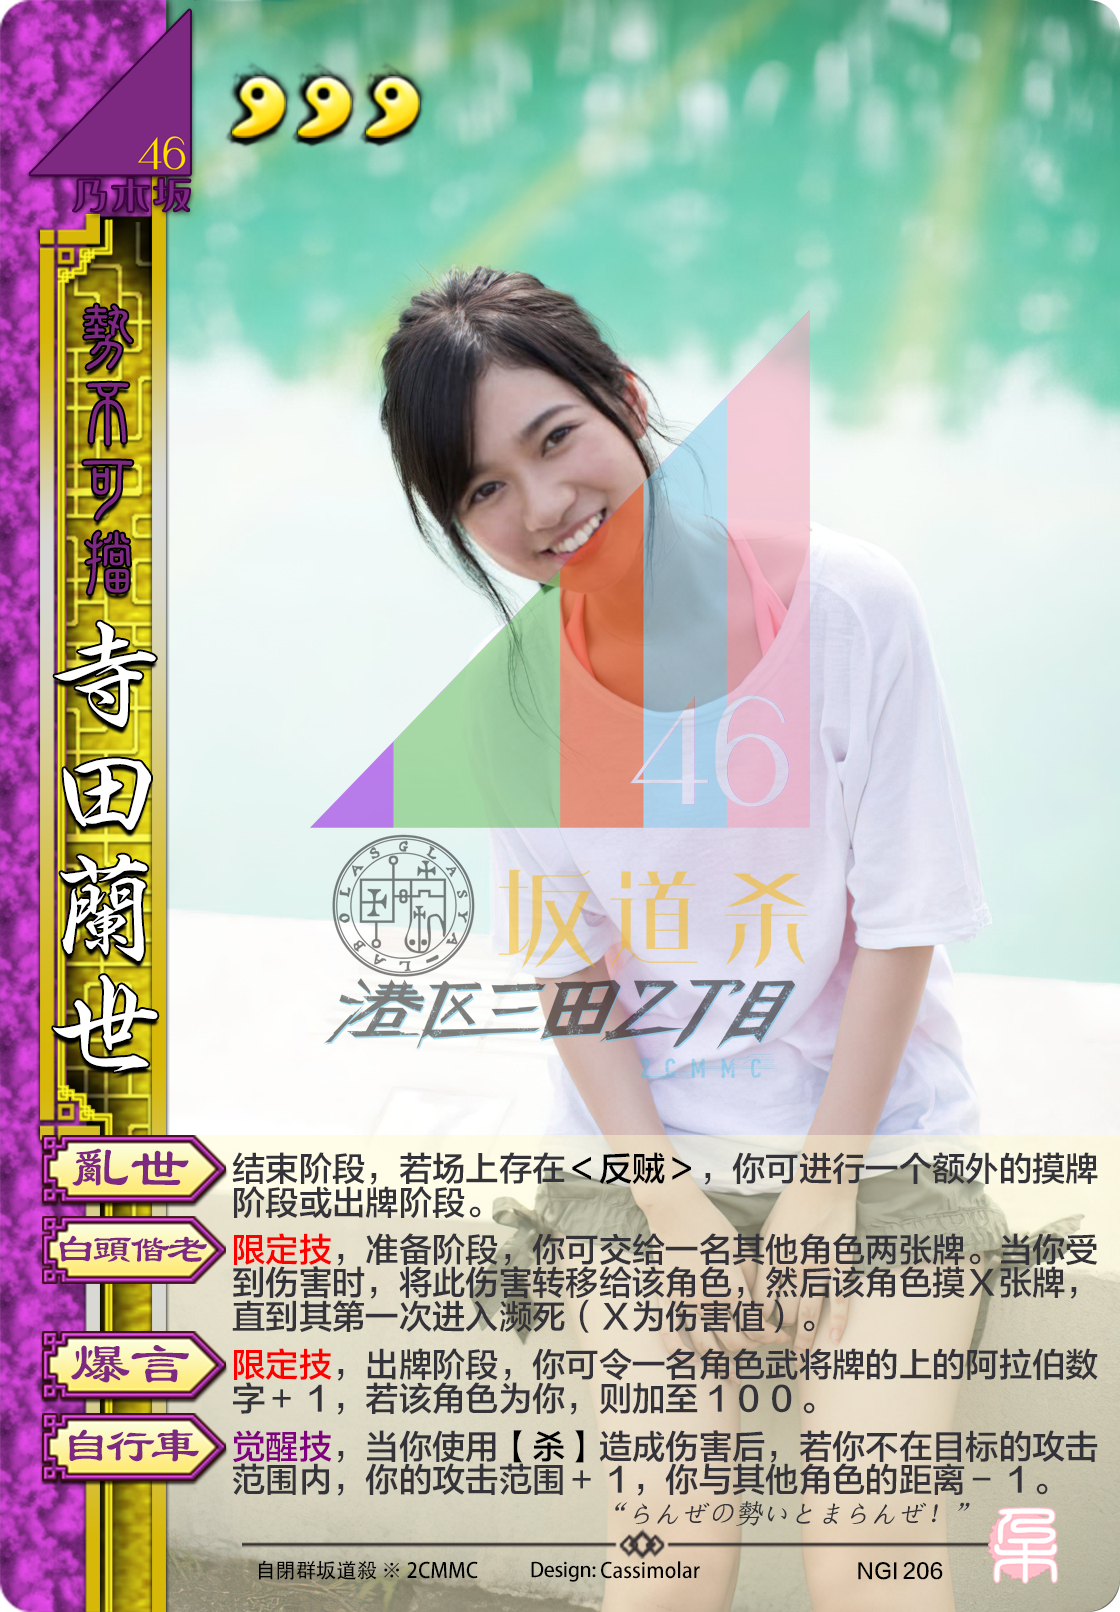 46
乃木坂
勢不可擋
寺田蘭世
46
GLASYALABOLAS
坂道杀
港区三田2丁目
2CMMC
亂世
结束阶段，若场上存在＜反贼＞，你可进行一个额外的摸牌
阶段或出牌阶段。
白頭偕老
限定技，准备阶段，你可交给一名其他角色两张牌。当你受
到伤害时，将此伤害转移给该角色，然后该角色摸Ｘ张牌，
直到其第一次进入濒死（Ｘ为伤害值）。
爆言
限定技，出牌阶段，你可令一名角色武将牌的上的阿拉伯数
字＋１，若该角色为你，则加至１００。
自行車
觉醒技，当你使用【杀】造成伤害后，若你不在目标的攻击
范围内，你的攻击范围＋１，你与其他角色的距离－１。
“らんぜの勢いとまらんぜ！”
自閉群坂道殺 ※ 2CMMC
Design: Cassimolar
NGI 206